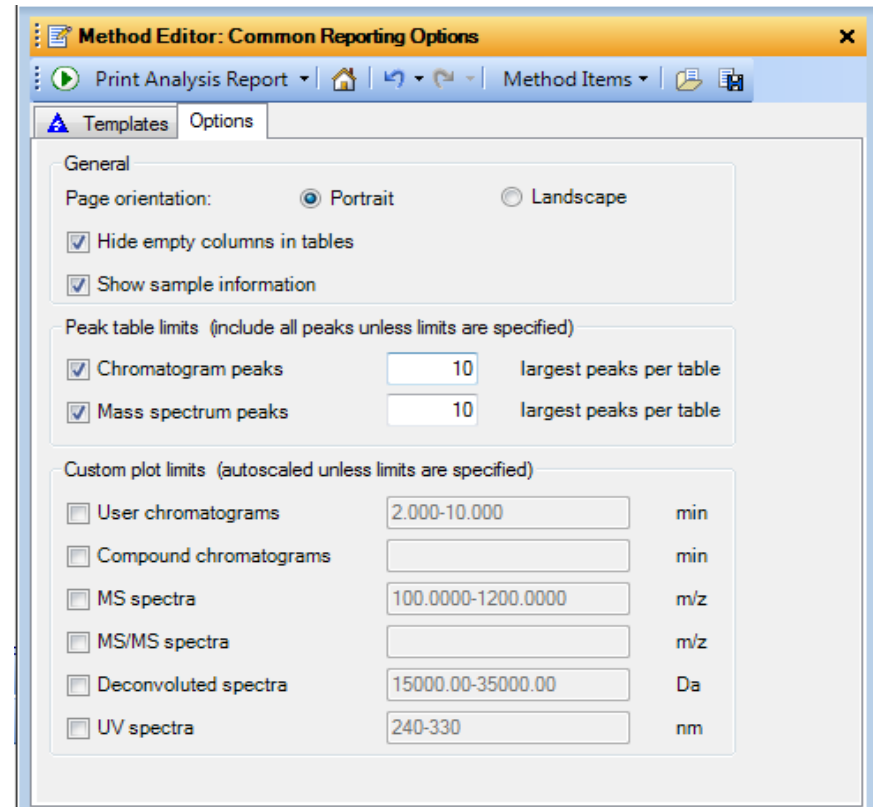 Method Editor: Common Reporting Options
Print Analysis Report Method Items
Templates Options
General
Page orientation: Portrait Landscape
Hide empty columns in tables
Show sample information
Peak table limits (include all peaks unless limits are specified)
Chromatogram peaks 10 largest peaks per table
Mass spectrum peaks 10 largest peaks per table
Custom plot limits (autoscaled unless limits are specified)
User chromatograms 2.000-10.000 min
Compound chromatograms min
MS spectra 100.0000-1200.0000 m/z
MS/MS spectra m/z
Deconvoluted spectra 15000.00-35000.00 Da
UV spectra 240-330 nm